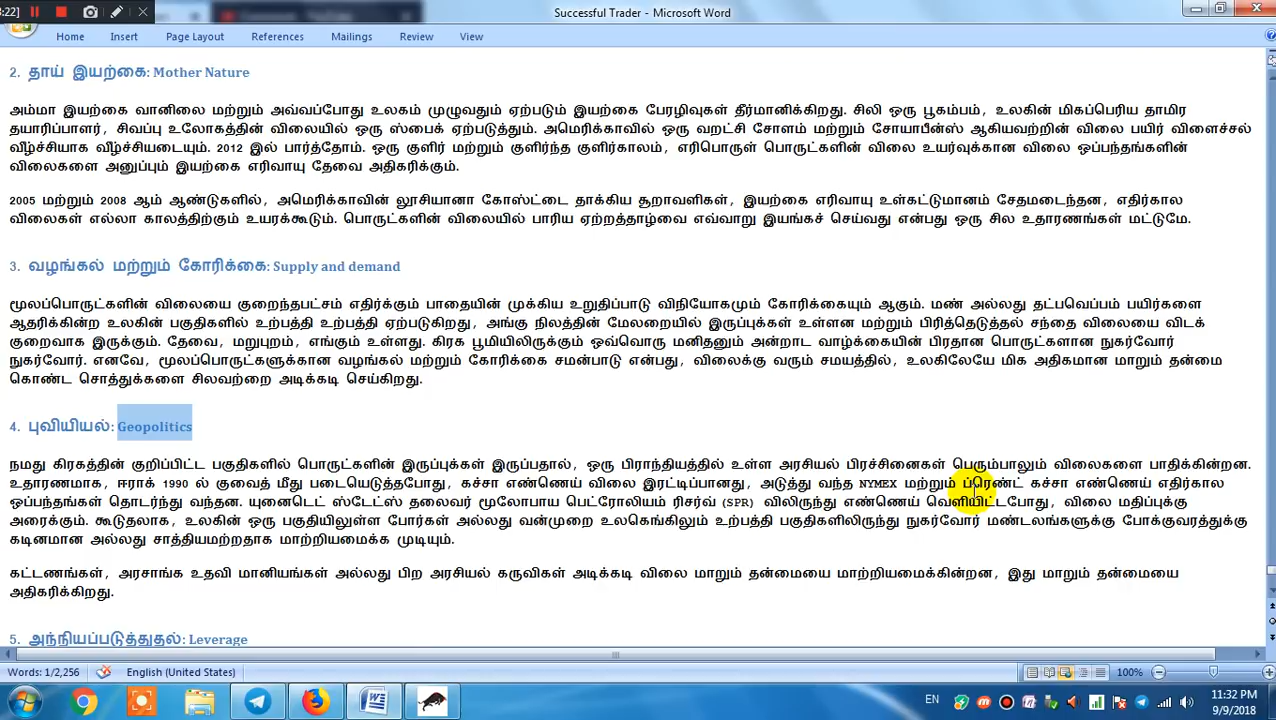 :22
Successful Trader - Microsoft Word
Home Insert Page Layout References Mailings Review View
2. தாய் இயற்கை: Mother Nature
அம்மா இயற்கை வானிலை மற்றும் அவ்வப்போது உலகம் முழுவதும் ஏற்படும் இயற்கை பேரழிவுகள் தீர்மானிக்கிறது. சிலி ஒரு பூகம்பம், உலகின் மிகப்பெரிய தாமிர
தயாரிப்பாளர், சிவப்பு உலோகத்தின் விலையில் ஒரு ஸ்பைக் ஏற்படுத்தும். அமெரிக்காவில் ஒரு வறட்சி சோளம் மற்றும் சோயாபீன்ஸ் ஆகியவற்றின் விலை பயிர் விளைச்சல்
வீழ்ச்சியாக வீழ்ச்சியடையும். 2012 இல் பார்த்தோம். ஒரு குளிர் மற்றும் குளிர்ந்த குளிர்காலம், எரிபொருள் பொருட்களின் விலை உயர்வுக்கான விலை ஒப்பந்தங்களின்
விலைகளை அனுப்பும் இயற்கை எரிவாயு தேவை அதிகரிக்கும்.
2005 மற்றும் 2008 ஆம் ஆண்டுகளில், அமெரிக்காவின் லூசியானா கோஸ்ட்டை தாக்கிய சூறாவளிகள், இயற்கை எரிவாயு உள்கட்டுமானம் சேதமடைந்தன, எதிர்கால
விலைகள் எல்லா காலத்திற்கும் உயரக்கூடும். பொருட்களின் விலையில் பாரிய ஏற்றத்தாழ்வை எவ்வாறு இயங்கச் செய்வது என்பது ஒரு சில உதாரணங்கள் மட்டுமே.
3. வழங்கல் மற்றும் கோரிக்கை: Supply and demand
மூலப்பொருட்களின் விலையை குறைந்தபட்சம் எதிர்க்கும் பாதையின் முக்கிய உறுதிப்பாடு விநியோகமும் கோரிக்கையும் ஆகும். மண் அல்லது தட்பவெப்பம் பயிர்களை
ஆதரிக்கின்ற உலகின் பகுதிகளில் உற்பத்தி உற்பத்தி ஏற்படுகிறது, அங்கு நிலத்தின் மேலறையில் இருப்புக்கள் உள்ளன மற்றும் பிரித்தெடுத்தல் சந்தை விலையை விடக்
குறைவாக இருக்கும். தேவை, மறுபுறம், எங்கும் உள்ளது. கிரக பூமியிலிருக்கும் ஒவ்வொரு மனிதனும் அன்றாட வாழ்க்கையின் பிரதான பொருட்களான நுகர்வோர்
நுகர்வோர். எனவே, மூலப்பொருட்களுக்கான வழங்கல் மற்றும் கோரிக்கை சமன்பாடு என்பது, விலைக்கு வரும் சமயத்தில், உலகிலேயே மிக அதிகமான மாறும் தன்மை
கொண்ட சொத்துக்களை சிலவற்றை அடிக்கடி செய்கிறது.
4. புவியியல்: Geopolitics
நமது கிரகத்தின் குறிப்பிட்ட பகுதிகளில் பொருட்களின் இருப்புக்கள் இருப்பதால், ஒரு பிராந்தியத்தில் உள்ள அரசியல் பிரச்சினைகள் பெரும்பாலும் விலைகளை பாதிக்கின்றன.
உதாரணமாக, ஈராக் 1990 ல் குவைத் மீது படையெடுத்தபோது, கச்சா எண்ணெய் விலை இரட்டிப்பானது, அடுத்து வந்த NYMEX மற்றும் ப்ரெண்ட் கச்சா எண்ணெய் எதிர்கால
ஒப்பந்தங்கள் தொடர்ந்து வந்தன. யுனைடெட் ஸ்டேட்ஸ் தலைவர் மூலோபாய பெட்ரோலியம் ரிசர்வ் (SPR) விலிருந்து எண்ணெய் வெளியிட்டபோது, விலை மதிப்புக்கு
அரைக்கும். கூடுதலாக, உலகின் ஒரு பகுதியிலுள்ள போர்கள் அல்லது வன்முறை உலகெங்கிலும் உற்பத்தி பகுதிகளிலிருந்து நுகர்வோர் மண்டலங்களுக்கு போக்குவரத்துக்கு
கடினமான அல்லது சாத்தியமற்றதாக மாற்றியமைக்க முடியும்.
கட்டணங்கள், அரசாங்க உதவி மானியங்கள் அல்லது பிற அரசியல் கருவிகள் அடிக்கடி விலை மாறும் தன்மையை மாற்றியமைக்கின்றன, இது மாறும் தன்மையை
அதிகரிக்கிறது.
5. அந்நியப்படுத்துதல்: Leverage
Words: 1/2,256 English (United States) 100%
EN 11:32 PM
9/9/2018